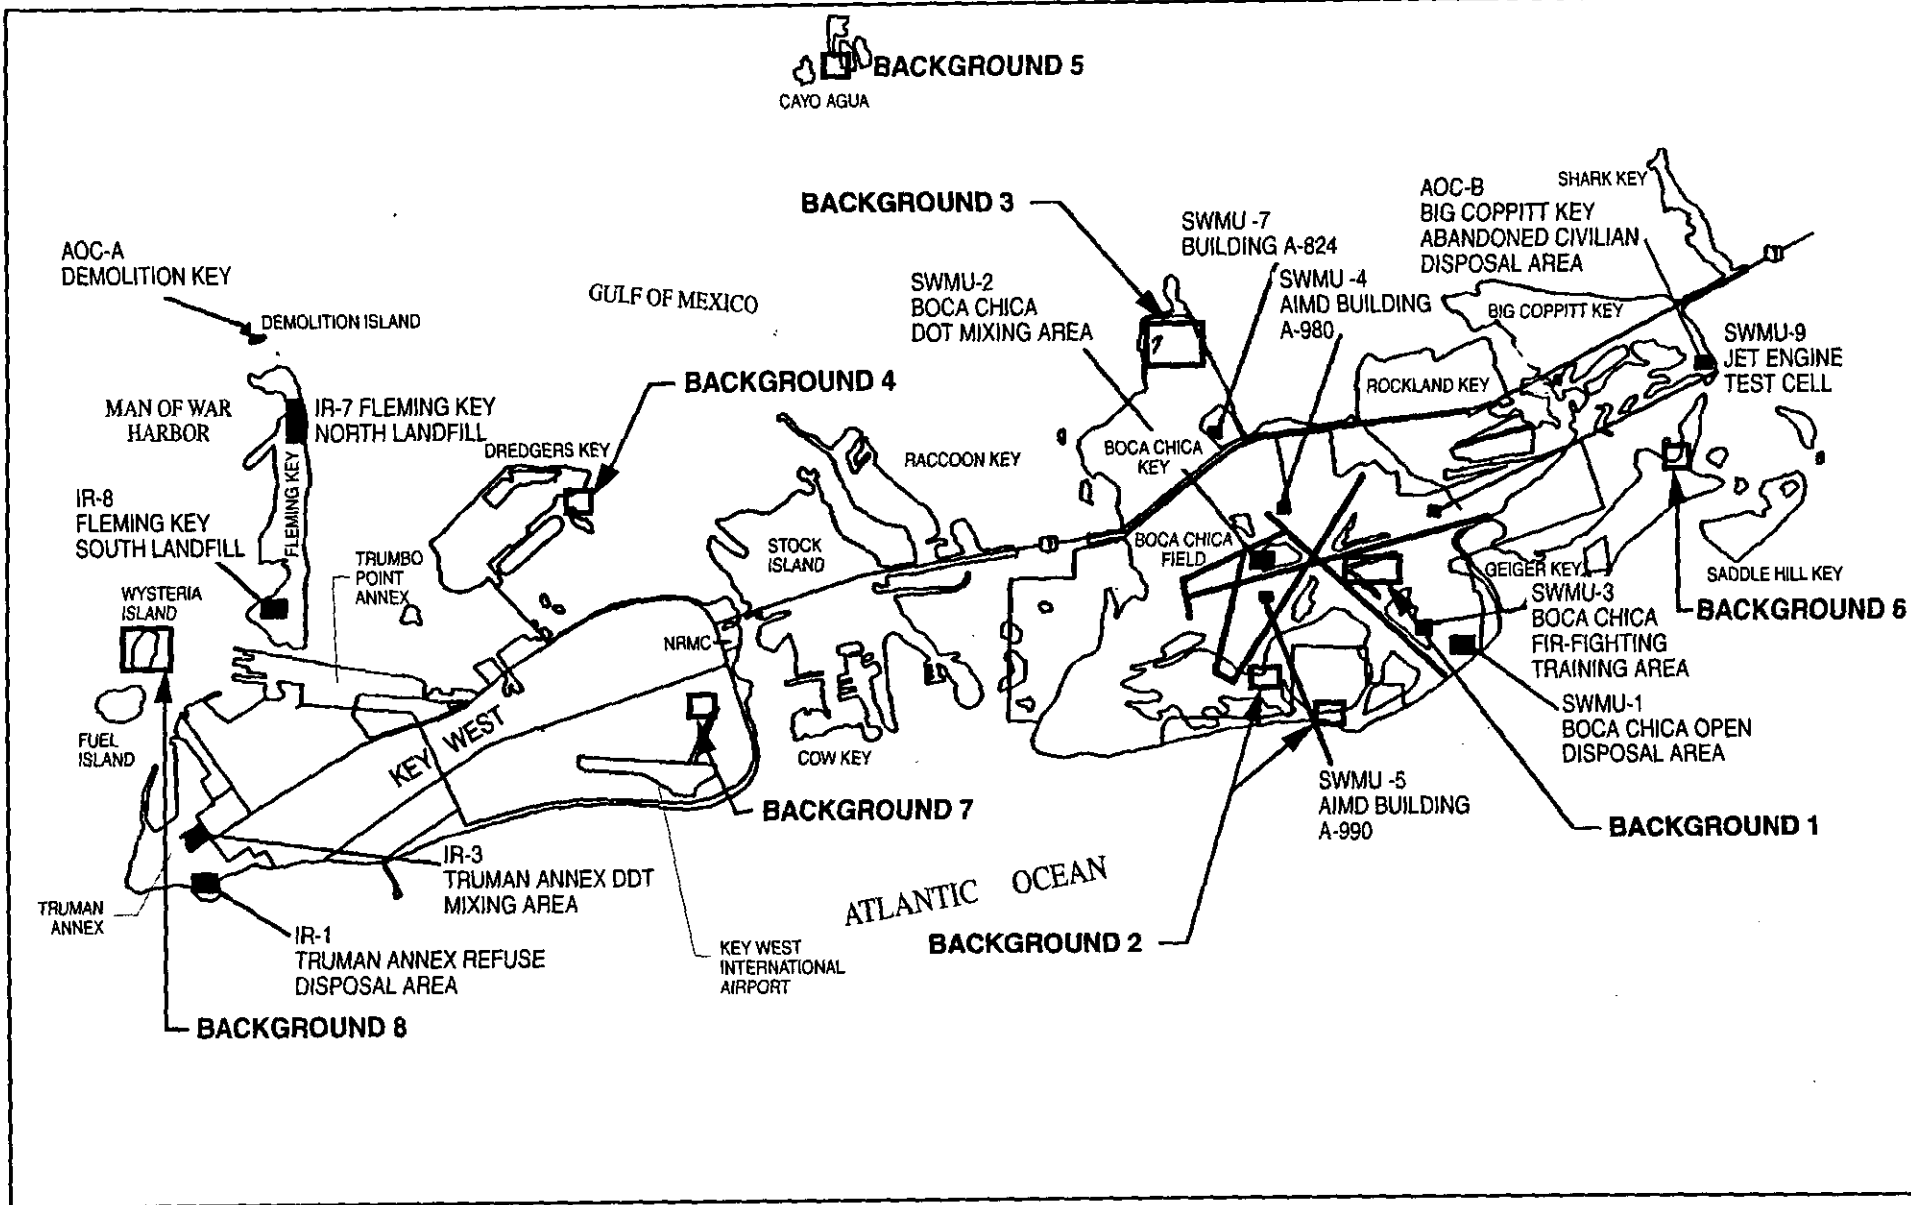 BACKGROUND 5
CAYO AGUA
BACKGROUND 3
SHARK KEY
AOC-B
BIG COPPITT KEY
ABANDONED CIVILIAN
DISPOSAL AREA
SWMU -7
BUILDING A-824
AOC-A
DEMOLITION KEY
SWMU-2
BOCA CHICA
DOT MIXING AREA
SWMU -4
AIMD BUILDING
A-980
GULF OF MEXICO
DEMOLITION ISLAND
BIG COPPITT KEY
SWMU-9
JET ENGINE
TEST CELL
BACKGROUND 4
ROCKLAND KEY
MAN OF WAR
HARBOR
IR-7 FLEMING KEY
NORTH LANDFILL
DREDGERS KEY
RACCOON KEY
BOCA CHICA
KEY
FLEMING KEY
IR-8
FLEMING KEY
SOUTH LANDFILL
TRUMBO
POINT
ANNEX
STOCK
ISLAND
1
1
BOCA CHICA
FIELD
GEIGER KEY
SADDLE HILL KEY
WYSTERIA
ISLAND
SWMU-3
BOCA CHICA
FIR-FIGHTING
TRAINING AREA
BACKGROUND 6
NRMC
FUEL
ISLAND
KEY WEST
COW KEY
SWMU-1
BOCA CHICA OPEN
DISPOSAL AREA
SWMU -5
AIMD BUILDING
A-990
BACKGROUND 7
BACKGROUND 1
IR-3
TRUMAN ANNEX DDT
MIXING AREA
ATLANTIC OCEAN
TRUMAN
ANNEX
IR-1
TRUMAN ANNEX REFUSE
DISPOSAL AREA
KEY WEST
INTERNATIONAL
AIRPORT
BACKGROUND 2
BACKGROUND 8